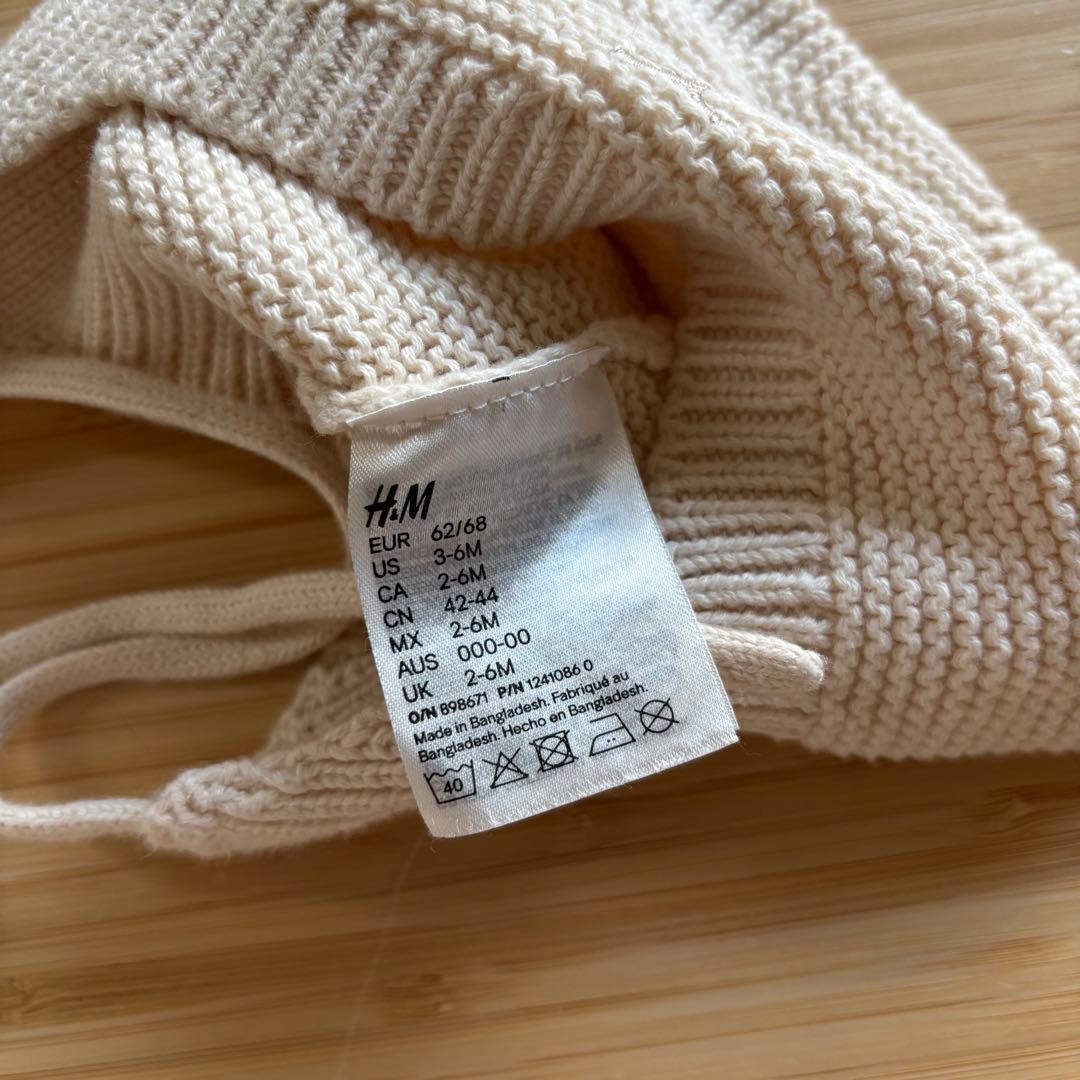 H&M
EUR 62/68
US 3-6M
CA 2-6M
CN 42-44
MX 2-6M
AUS 000-00
UK 2-6M
O/N 898671 P/N 1241086 0
Made in Bangladesh. Fabriqué au
Bangladesh. Hecho en Bangladesh.
40